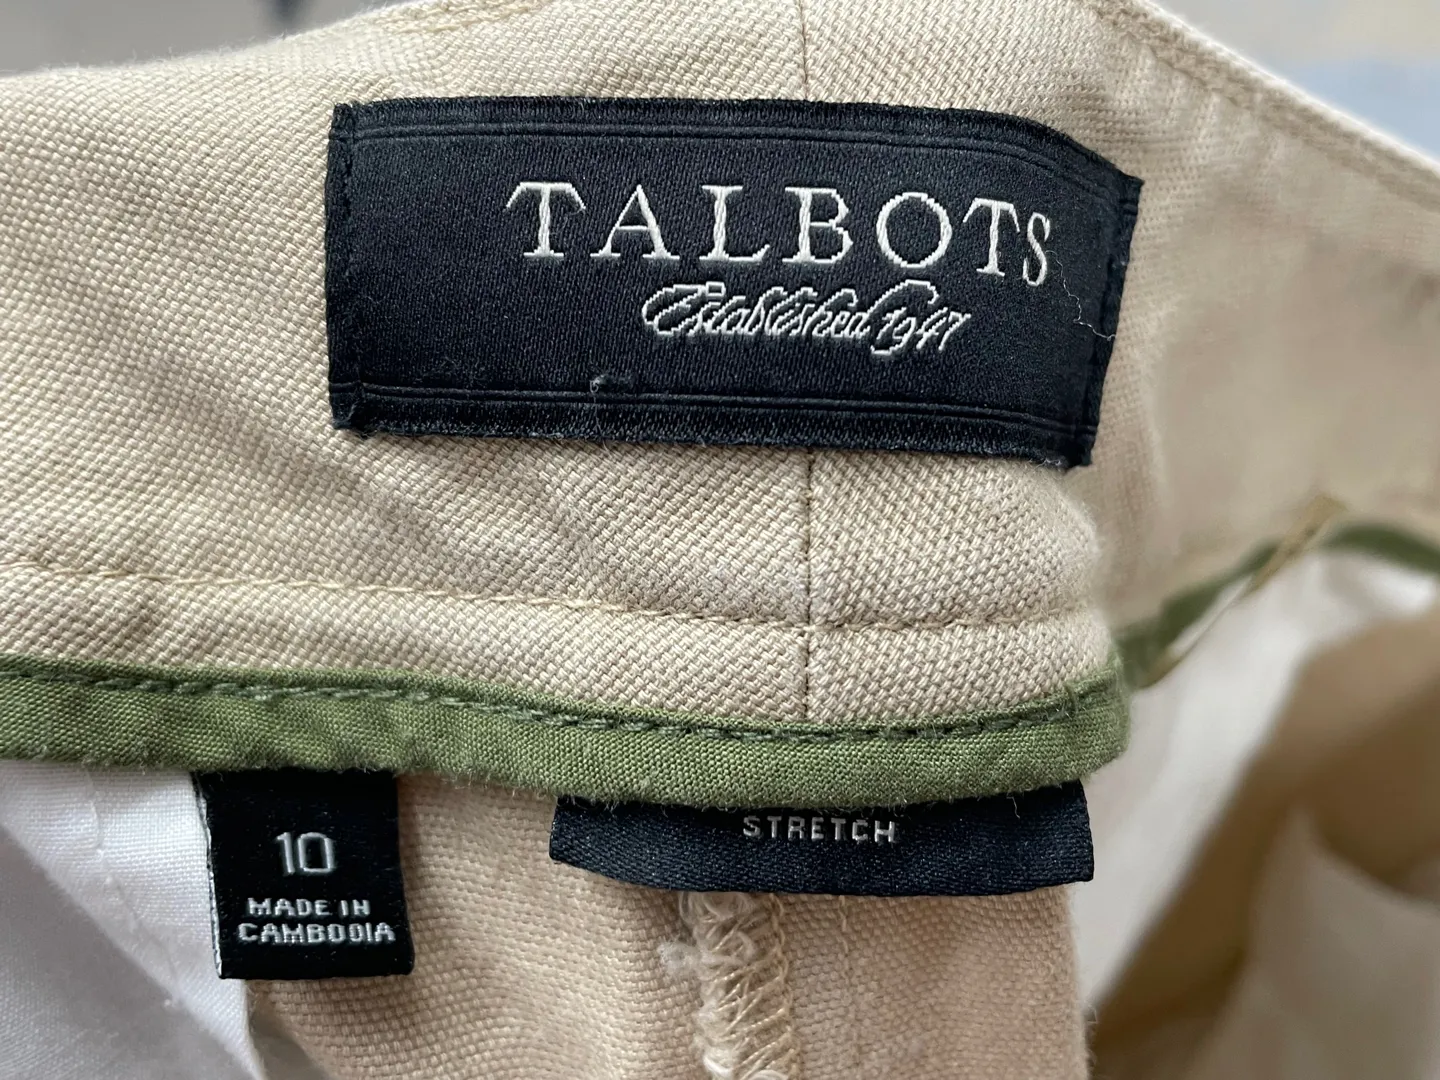 TALBOTS
Established 1947
STRETCH
10
MADE IN
CAMBODIA